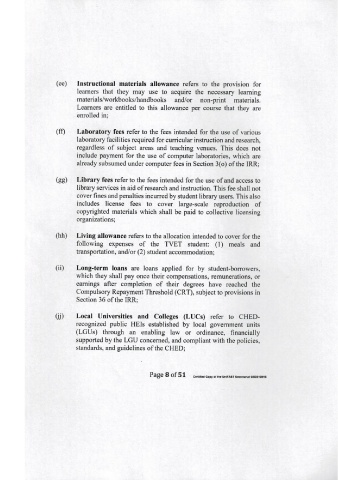 (ee) Instructional materials allowance refers to the provision for
learners that they may use to acquire the necessary learning
materials/workbooks/handbooks and/or non-print materials.
Learners are entitled to this allowance per course that they are
enrolled in;
(ff) Laboratory fees refer to the fees intended for the use of various
laboratory facilities required for curricular instruction and research,
regardless of subject areas and teaching venues. This does not
include payment for the use of computer laboratories, which are
already subsumed under computer fees in Section 3(o) of the IRR;
(gg) Library fees refer to the fees intended for the use of and access to
library services in aid of research and instruction. This fee shall not
cover fines and penalties incurred by student library users. This also
includes license fees to cover large-scale reproduction of
copyrighted materials which shall be paid to collective licensing
organizations;
(hh) Living allowance refers to the allocation intended to cover for the
following expenses of the TVET student: (1) meals and
transportation, and/or (2) student accommodation;
(ii) Long-term loans are loans applied for by student-borrowers,
which they shall pay once their compensations, remunerations, or
earnings after completion of their degrees have reached the
Compulsory Repayment Threshold (CRT), subject to provisions in
Section 36 of the IRR;
(jj) Local Universities and Colleges (LUCs) refer to CHED-
recognized public HEIs established by local government units
(LGUs) through an enabling law or ordinance, financially
supported by the LGU concerned, and compliant with the policies,
standards, and guidelines of the CHED;
Page 8 of 51